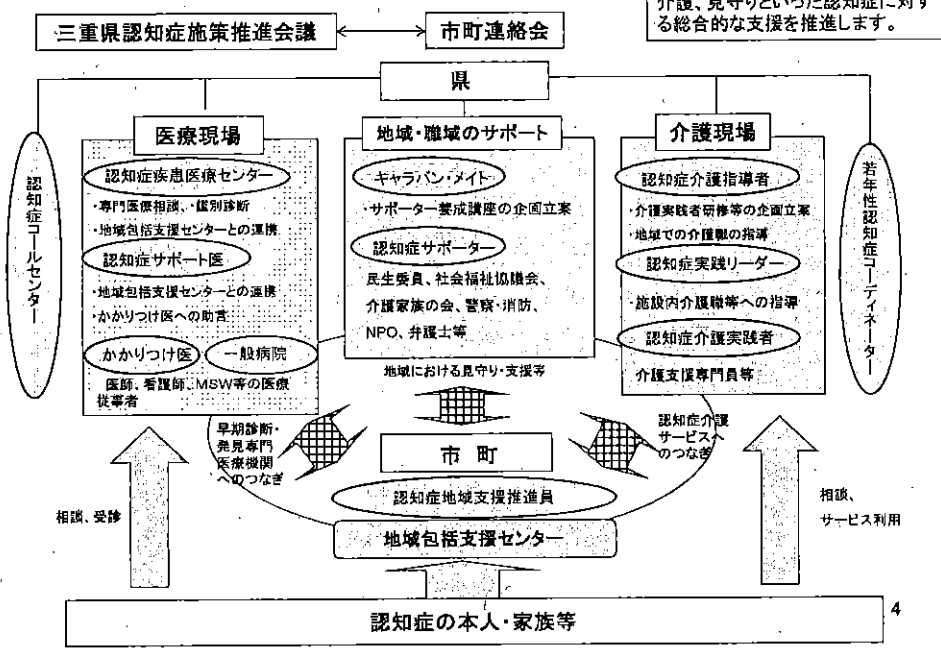 介護、見守りといった認知症に対す
る総合的な支援を推進します。
三重県認知症施策推進会議
市町連絡会
県
医療現場
地域・職域のサポート
介護現場
認知症コールセンター
認知症疾患医療センター
・専門医療相談、・鑑別診断
・地域包括支援センターとの連携
認知症サポート医
・地域包括支援センターとの連携
・かかりつけ医への助言
かかりつけ医
一般病院
医師、看護師、MSW等の医療
従事者
キャラバン・メイト
・サポーター養成講座の企画立案
認知症サポーター
民生委員、社会福祉協議会、
介護家族の会、警察・消防、
NPO、弁護士等
地域における見守り・支援等
認知症介護指導者
・介護実践者研修等の企画立案
・地域での介護職の指導
認知症実践リーダー
・施設内介護職等への指導
認知症介護実践者
介護支援専門員等
若年性認知症コーディネーター
早期診断・
発見専門
医療機関
へのつなぎ
認知症介護
サービスへ
のつなぎ
市 町
認知症地域支援推進員
地域包括支援センター
相談、受診
相談、
サービス利用
認知症の本人・家族等
4